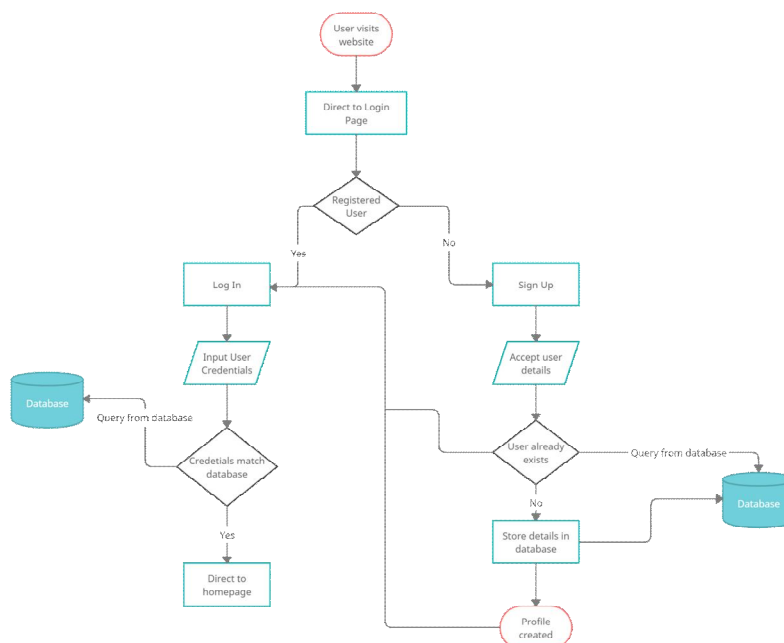 User visits
website
Direct to Login
Page
Registered
User
Yes
No
Log In
Sign Up
Input User
Credentials
Accept user
details
Database
Query from database
Credetials match
database
User already
exists
Query from database
Database
No
Yes
Store details in
database
Direct to
homepage
Profile
created